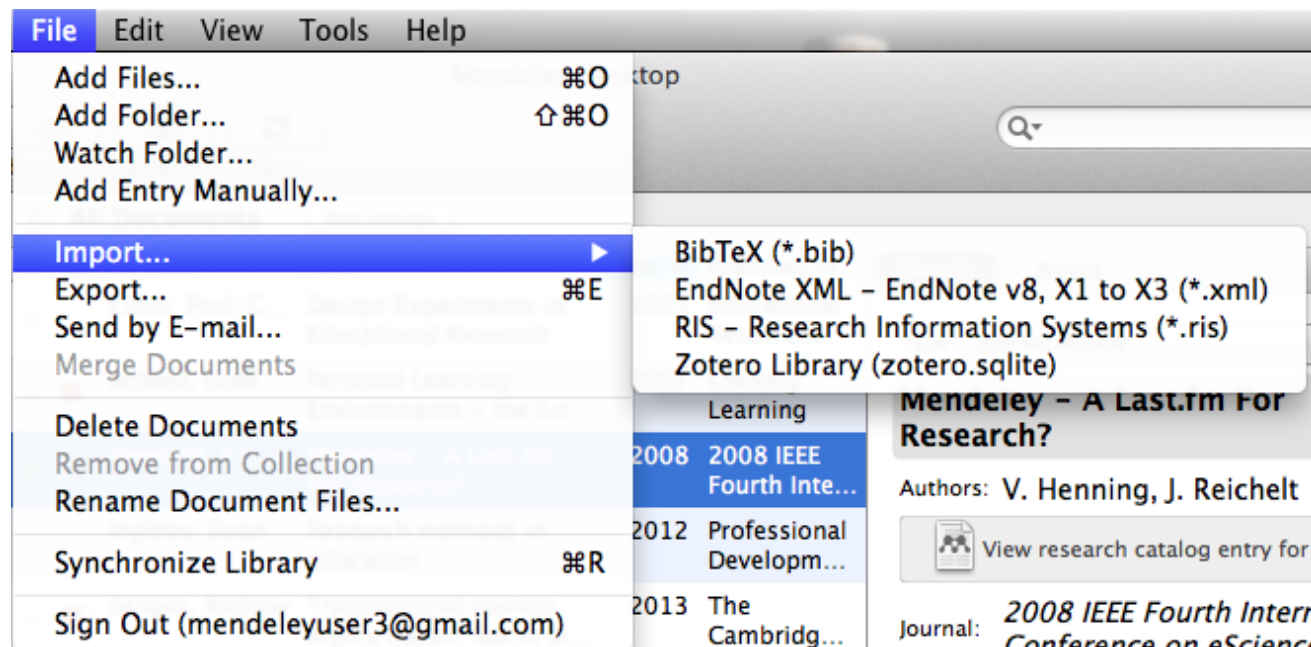 File Edit View Tools Help
Add Files... ⌘O
Add Folder... ⇧⌘O
Watch Folder...
Add Entry Manually...
Import...
Export... ⌘E
Send by E-mail...
Merge Documents
Delete Documents
Remove from Collection
Rename Document Files...
Synchronize Library ⌘R
Sign Out (mendeleyuser3@gmail.com)
BibTeX (*.bib)
EndNote XML - EndNote v8, X1 to X3 (*.xml)
RIS - Research Information Systems (*.ris)
Zotero Library (zotero.sqlite)
Learning
2008 2008 IEEE
Fourth Inte...
2012 Professional
Developm...
2013 The
Cambridg...
Mendeley - A Last.fm For
Research?
Authors: V. Henning, J. Reichelt
View research catalog entry for
Journal: 2008 IEEE Fourth Intern
Conference on eScience